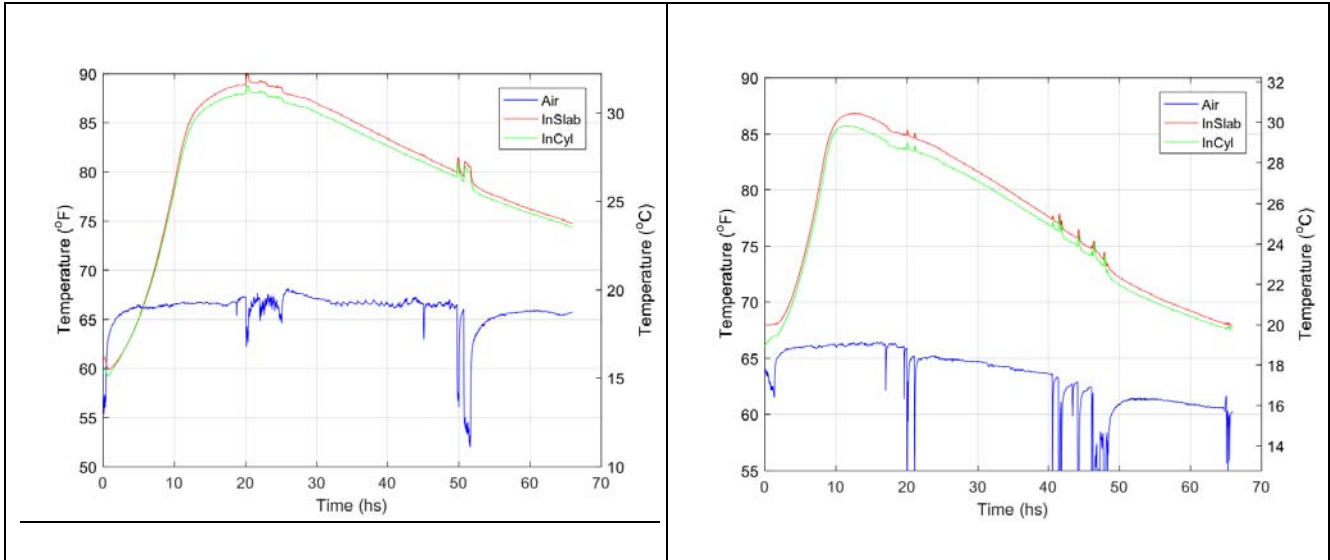 90
85
80
75
70
65
60
55
50
30
25
20
15
10
0 10 20 30 40 50 60 70
Temperature (°F)
Temperature (°C)
Time (hs)
Air
InSlab
InCyl
90
85
80
75
70
65
60
55
32
30
28
26
24
22
20
18
16
14
0 10 20 30 40 50 60 70
Temperature (°F)
Temperature (°C)
Time (hs)
Air
InSlab
InCyl